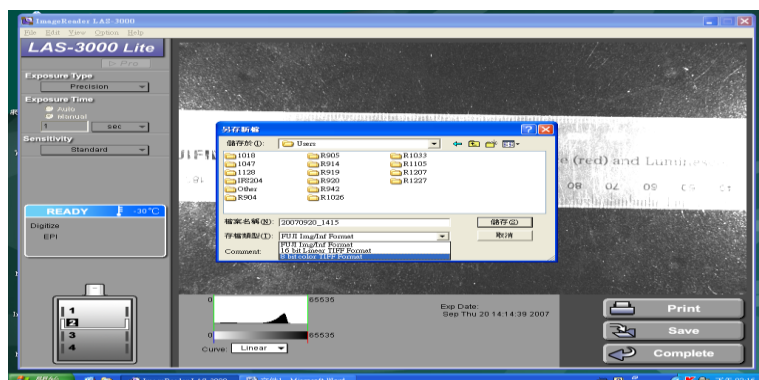 ImageReader LAS-3000
File Edit View Option Help
LAS-3000 Lite
Exposure Type
Precision
Exposure Time
Auto
Manual
1 sec
Sensitivity
Standard
READY -30°C
Digitize
EPI
1
2
3
4
另存新檔
儲存於(I): Users
1018 R905 R1033
1047 R914 R1105
1128 R919 R1207
IR8204 R920 R1227
Other R942
R904 R1026
檔案名稱(N): 20070920_1415 儲存(S)
存檔類型(T): FUJI Img/Inf Format 取消
FUJI Img/Inf Format
16 bit Linear TIFF Format
Comment: 8 bit color TIFF Format
e (red) and
0 65535
0 65535
Curve: Linear
Exp Date:
Sep Thu 20 14:14:39 2007
Print
Save
Complete